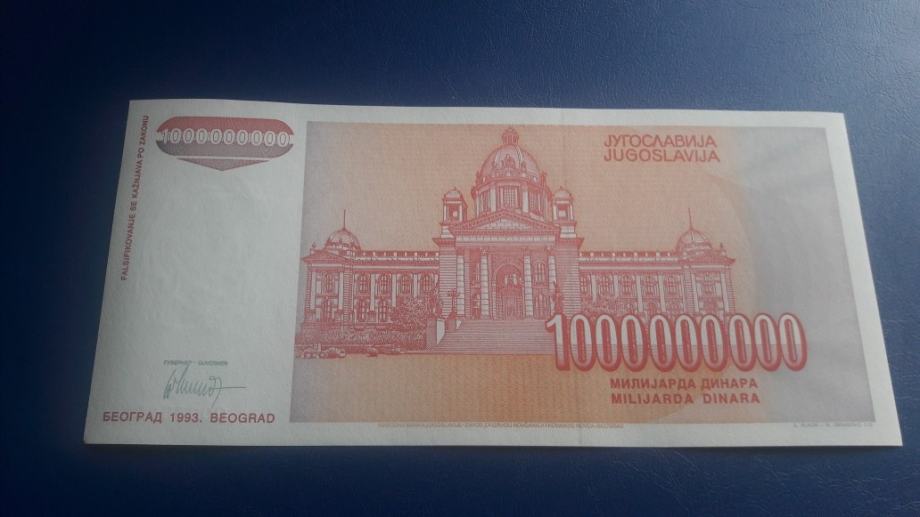 1000000000
FALSIFIKOVANJE SE KAŽNJAVA PO ZAKONU
ЈУГОСЛАВИЈА
JUGOSLAVIJA
1000000000
МИЛИЈАРДА ДИНАРА
MILIJARDA DINARA
ГУВЕРНЕР GUVERNER
БЕОГРАД 1993. BEOGRAD